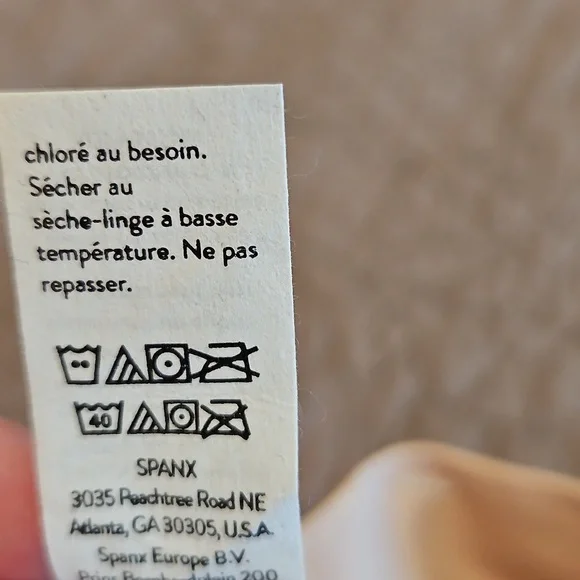 chloré au besoin.
Sécher au
sèche-linge à basse
température. Ne pas
repasser.
40
SPANX
3035 Peachtree Road NE
Atlanta, GA 30305, U.S.A.
Spanx Europe B.V.
200